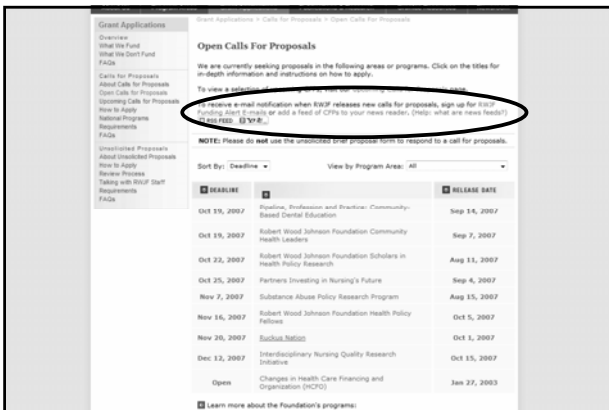 Grant Applications
Overview
What We Fund
What We Don't Fund
FAQs
Calls for Proposals
About Calls for Proposals
Open Calls for Proposals
Upcoming Calls for Proposals
How to Apply
National Programs
Requirements
FAQs
Unsolicited Proposals
About Unsolicited Proposals
How to Apply
Review Process
Talking with RWJF Staff
Requirements
FAQs
Grant Applications > Calls for Proposals > Open Calls For Proposals
Open Calls For Proposals
We are currently seeking proposals in the following areas or programs. Click on the titles for
in-depth information and instructions on how to apply.
To view a selection of upcoming CFPs, visit our Upcoming Calls for Proposals page.
To receive e-mail notification when RWJF releases new calls for proposals, sign up for RWJF
Funding Alert E-mails or add a feed of CFPs to your news reader. (Help: what are news feeds?)
RSS FEED
NOTE: Please do not use the unsolicited brief proposal form to respond to a call for proposals.
Sort By: Deadline View by Program Area: All
DEADLINE RELEASE DATE
Oct 19, 2007 Pipeline, Profession and Practice: Community-Based Dental Education Sep 14, 2007
Oct 19, 2007 Robert Wood Johnson Foundation Community Health Leaders Sep 7, 2007
Oct 22, 2007 Robert Wood Johnson Foundation Scholars in Health Policy Research Aug 11, 2007
Oct 25, 2007 Partners Investing in Nursing's Future Sep 4, 2007
Nov 7, 2007 Substance Abuse Policy Research Program Aug 15, 2007
Nov 16, 2007 Robert Wood Johnson Foundation Health Policy Fellows Oct 5, 2007
Nov 20, 2007 Ruckus Nation Oct 1, 2007
Dec 12, 2007 Interdisciplinary Nursing Quality Research Initiative Oct 15, 2007
Open Changes in Health Care Financing and Organization (HCFO) Jan 27, 2003
Learn more about the Foundation's programs: